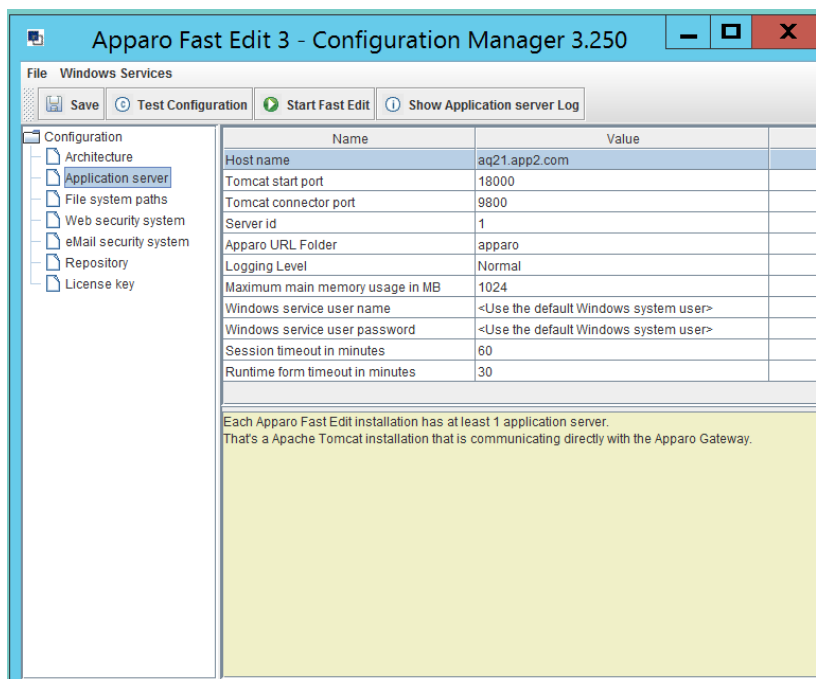 Apparo Fast Edit 3 - Configuration Manager 3.250
File Windows Services
Save Test Configuration Start Fast Edit Show Application server Log
Configuration
Architecture
Application server
File system paths
Web security system
eMail security system
Repository
License key
Name Value
Host name aq21.app2.com
Tomcat start port 18000
Tomcat connector port 9800
Server id 1
Apparo URL Folder apparo
Logging Level Normal
Maximum main memory usage in MB 1024
Windows service user name <Use the default Windows system user>
Windows service user password <Use the default Windows system user>
Session timeout in minutes 60
Runtime form timeout in minutes 30
Each Apparo Fast Edit installation has at least 1 application server.
That's a Apache Tomcat installation that is communicating directly with the Apparo Gateway.